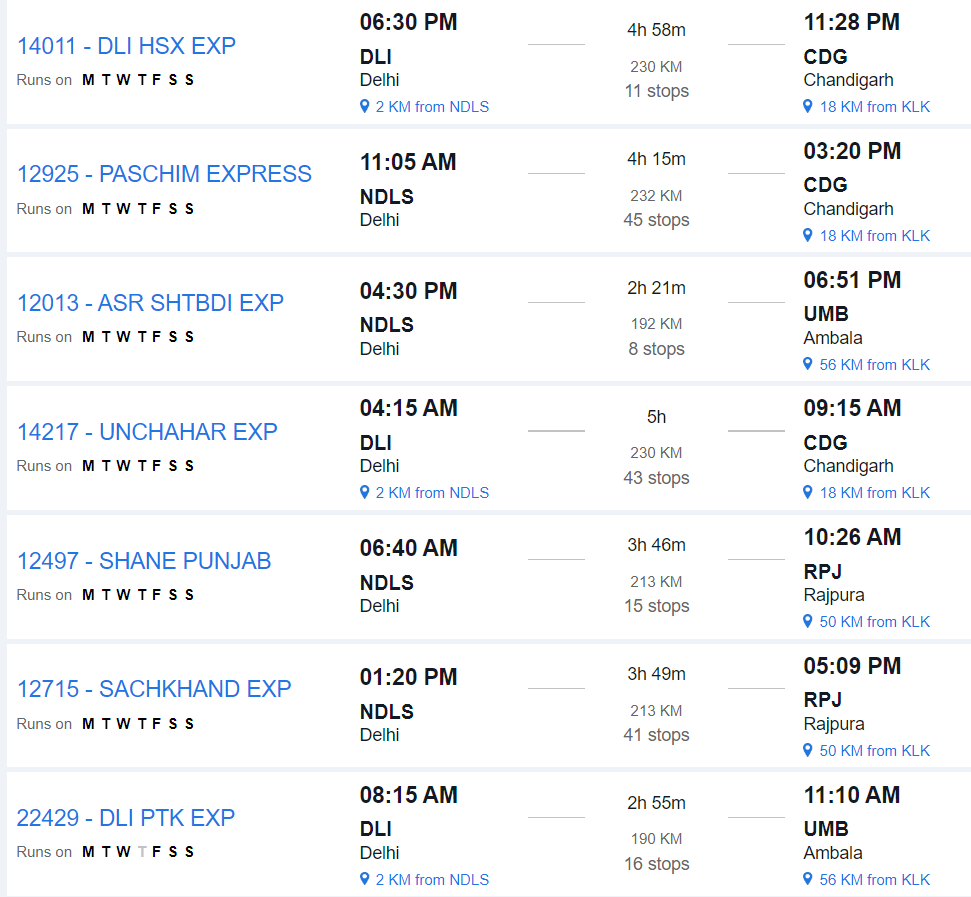 14011 - DLI HSX EXP
Runs on M T W T F S S
06:30 PM
DLI
Delhi
2 KM from NDLS
4h 58m
230 KM
11 stops
11:28 PM
CDG
Chandigarh
18 KM from KLK
12925 - PASCHIM EXPRESS
Runs on M T W T F S S
11:05 AM
NDLS
Delhi
4h 15m
232 KM
45 stops
03:20 PM
CDG
Chandigarh
18 KM from KLK
12013 - ASR SHTBDI EXP
Runs on M T W T F S S
04:30 PM
NDLS
Delhi
2h 21m
192 KM
8 stops
06:51 PM
UMB
Ambala
56 KM from KLK
14217 - UNCHAHAR EXP
Runs on M T W T F S S
04:15 AM
DLI
Delhi
2 KM from NDLS
5h
230 KM
43 stops
09:15 AM
CDG
Chandigarh
18 KM from KLK
12497 - SHANE PUNJAB
Runs on M T W T F S S
06:40 AM
NDLS
Delhi
3h 46m
213 KM
15 stops
10:26 AM
RPJ
Rajpura
50 KM from KLK
12715 - SACHKHAND EXP
Runs on M T W T F S S
01:20 PM
NDLS
Delhi
3h 49m
213 KM
41 stops
05:09 PM
RPJ
Rajpura
50 KM from KLK
22429 - DLI PTK EXP
Runs on M T W T F S S
08:15 AM
DLI
Delhi
2 KM from NDLS
2h 55m
190 KM
16 stops
11:10 AM
UMB
Ambala
56 KM from KLK